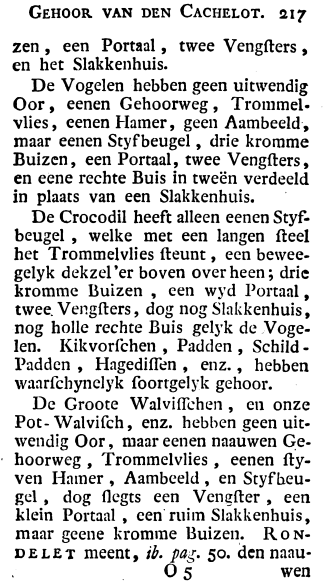 GEHOOR VAN DEN CACHELOT. 217
zen, een Portaal, twee Vengſters,
en het Slakkenhuis.
De Vogelen hebben geen uitwendig
Oor, eenen Gehoorweg, Trommel-
vlies, eenen Hamer, geen Aambeeld,
maar eenen Styfbeugel, drie kromme
Buizen, een Portaal, twee Vengſters,
en eene rechte Buis in tweën verdeeld
in plaats van een Slakkenhuis.
De Crocodil heeft alleen eenen Styf-
beugel, welke met een langen ſteel
het Trommelvlies ſteunt, een bewee-
gelyk dekzel'er boven over heen; drie
kromme Buizen, een wyd Portaal,
twee Vengſters, dog nog Slakkenhuis,
nog holle rechte Buis gelyk de Voge-
len. Kikvorſchen, Padden, Schild-
Padden, Hagediſſen, enz., hebben
waarſchynelyk ſoortgelyk gehoor.
De Groote Walviſſchen, en onze
Pot-Walviſch, enz. hebben geen uit-
wendig Oor, maar eenen naauwen Ge-
hoorweg, Trommelvlies, eenen ſty-
ven Hamer, Aambeeld, en Styfbeu-
gel, dog ſlegts een Vengſter, een
klein Portaal, een ruim Slakkenhuis,
maar geene kromme Buizen. RON-
DELET meent, ib. pag. 50. den naau-
O 5 wen